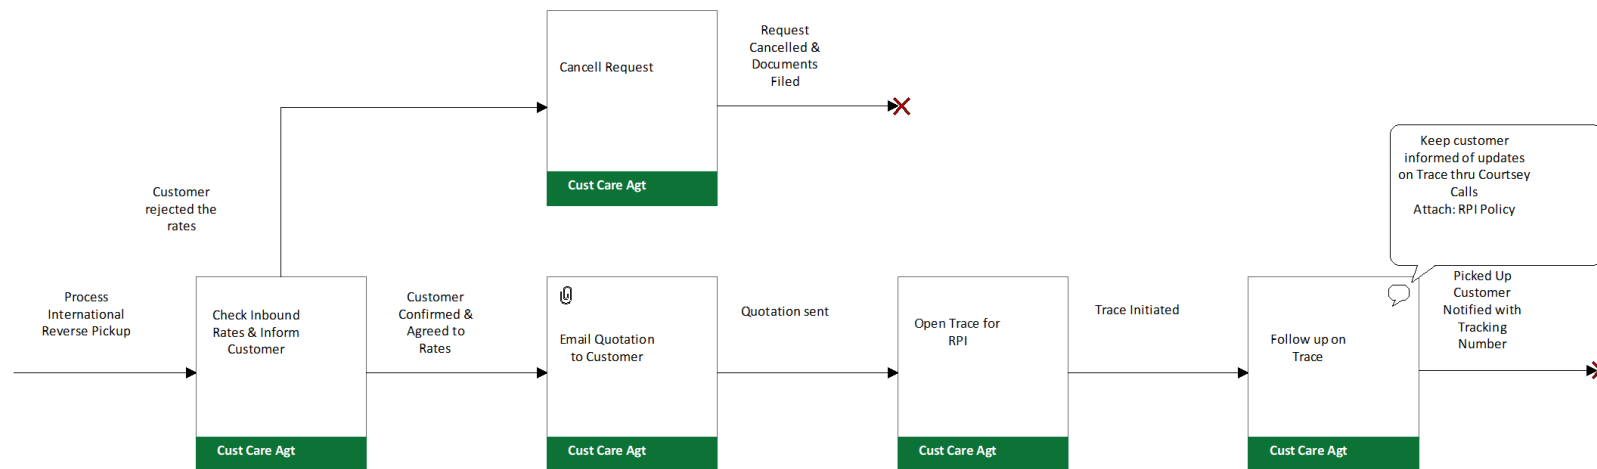 Cancell Request
Cust Care Agt
Request
Cancelled &
Documents
Filed
Customer
rejected the
rates
Process
International
Reverse Pickup
Check Inbound
Rates & Inform
Customer
Cust Care Agt
Customer
Confirmed &
Agreed to
Rates
Email Quotation
to Customer
Cust Care Agt
Quotation sent
Open Trace for
RPI
Cust Care Agt
Trace Initiated
Follow up on
Trace
Cust Care Agt
Keep customer
informed of updates
on Trace thru Courtsey
Calls
Attach: RPI Policy
Picked Up
Customer
Notified with
Tracking
Number